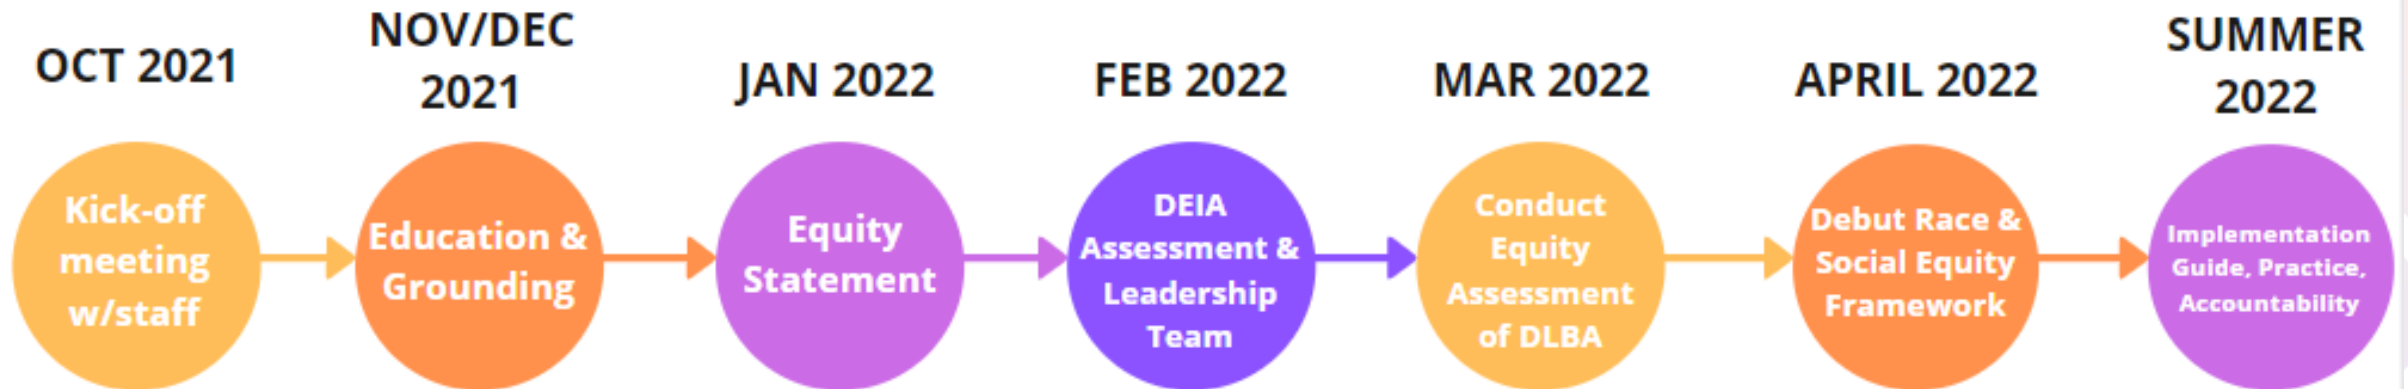 OCT 2021
Kick-off
meeting
w/staff
NOV/DEC
2021
Education &
Grounding
JAN 2022
Equity
Statement
FEB 2022
DEIA
Assessment &
Leadership
Team
MAR 2022
Conduct
Equity
Assessment
of DLBA
APRIL 2022
Debut Race &
Social Equity
Framework
SUMMER
2022
Implementation
Guide, Practice,
Accountability